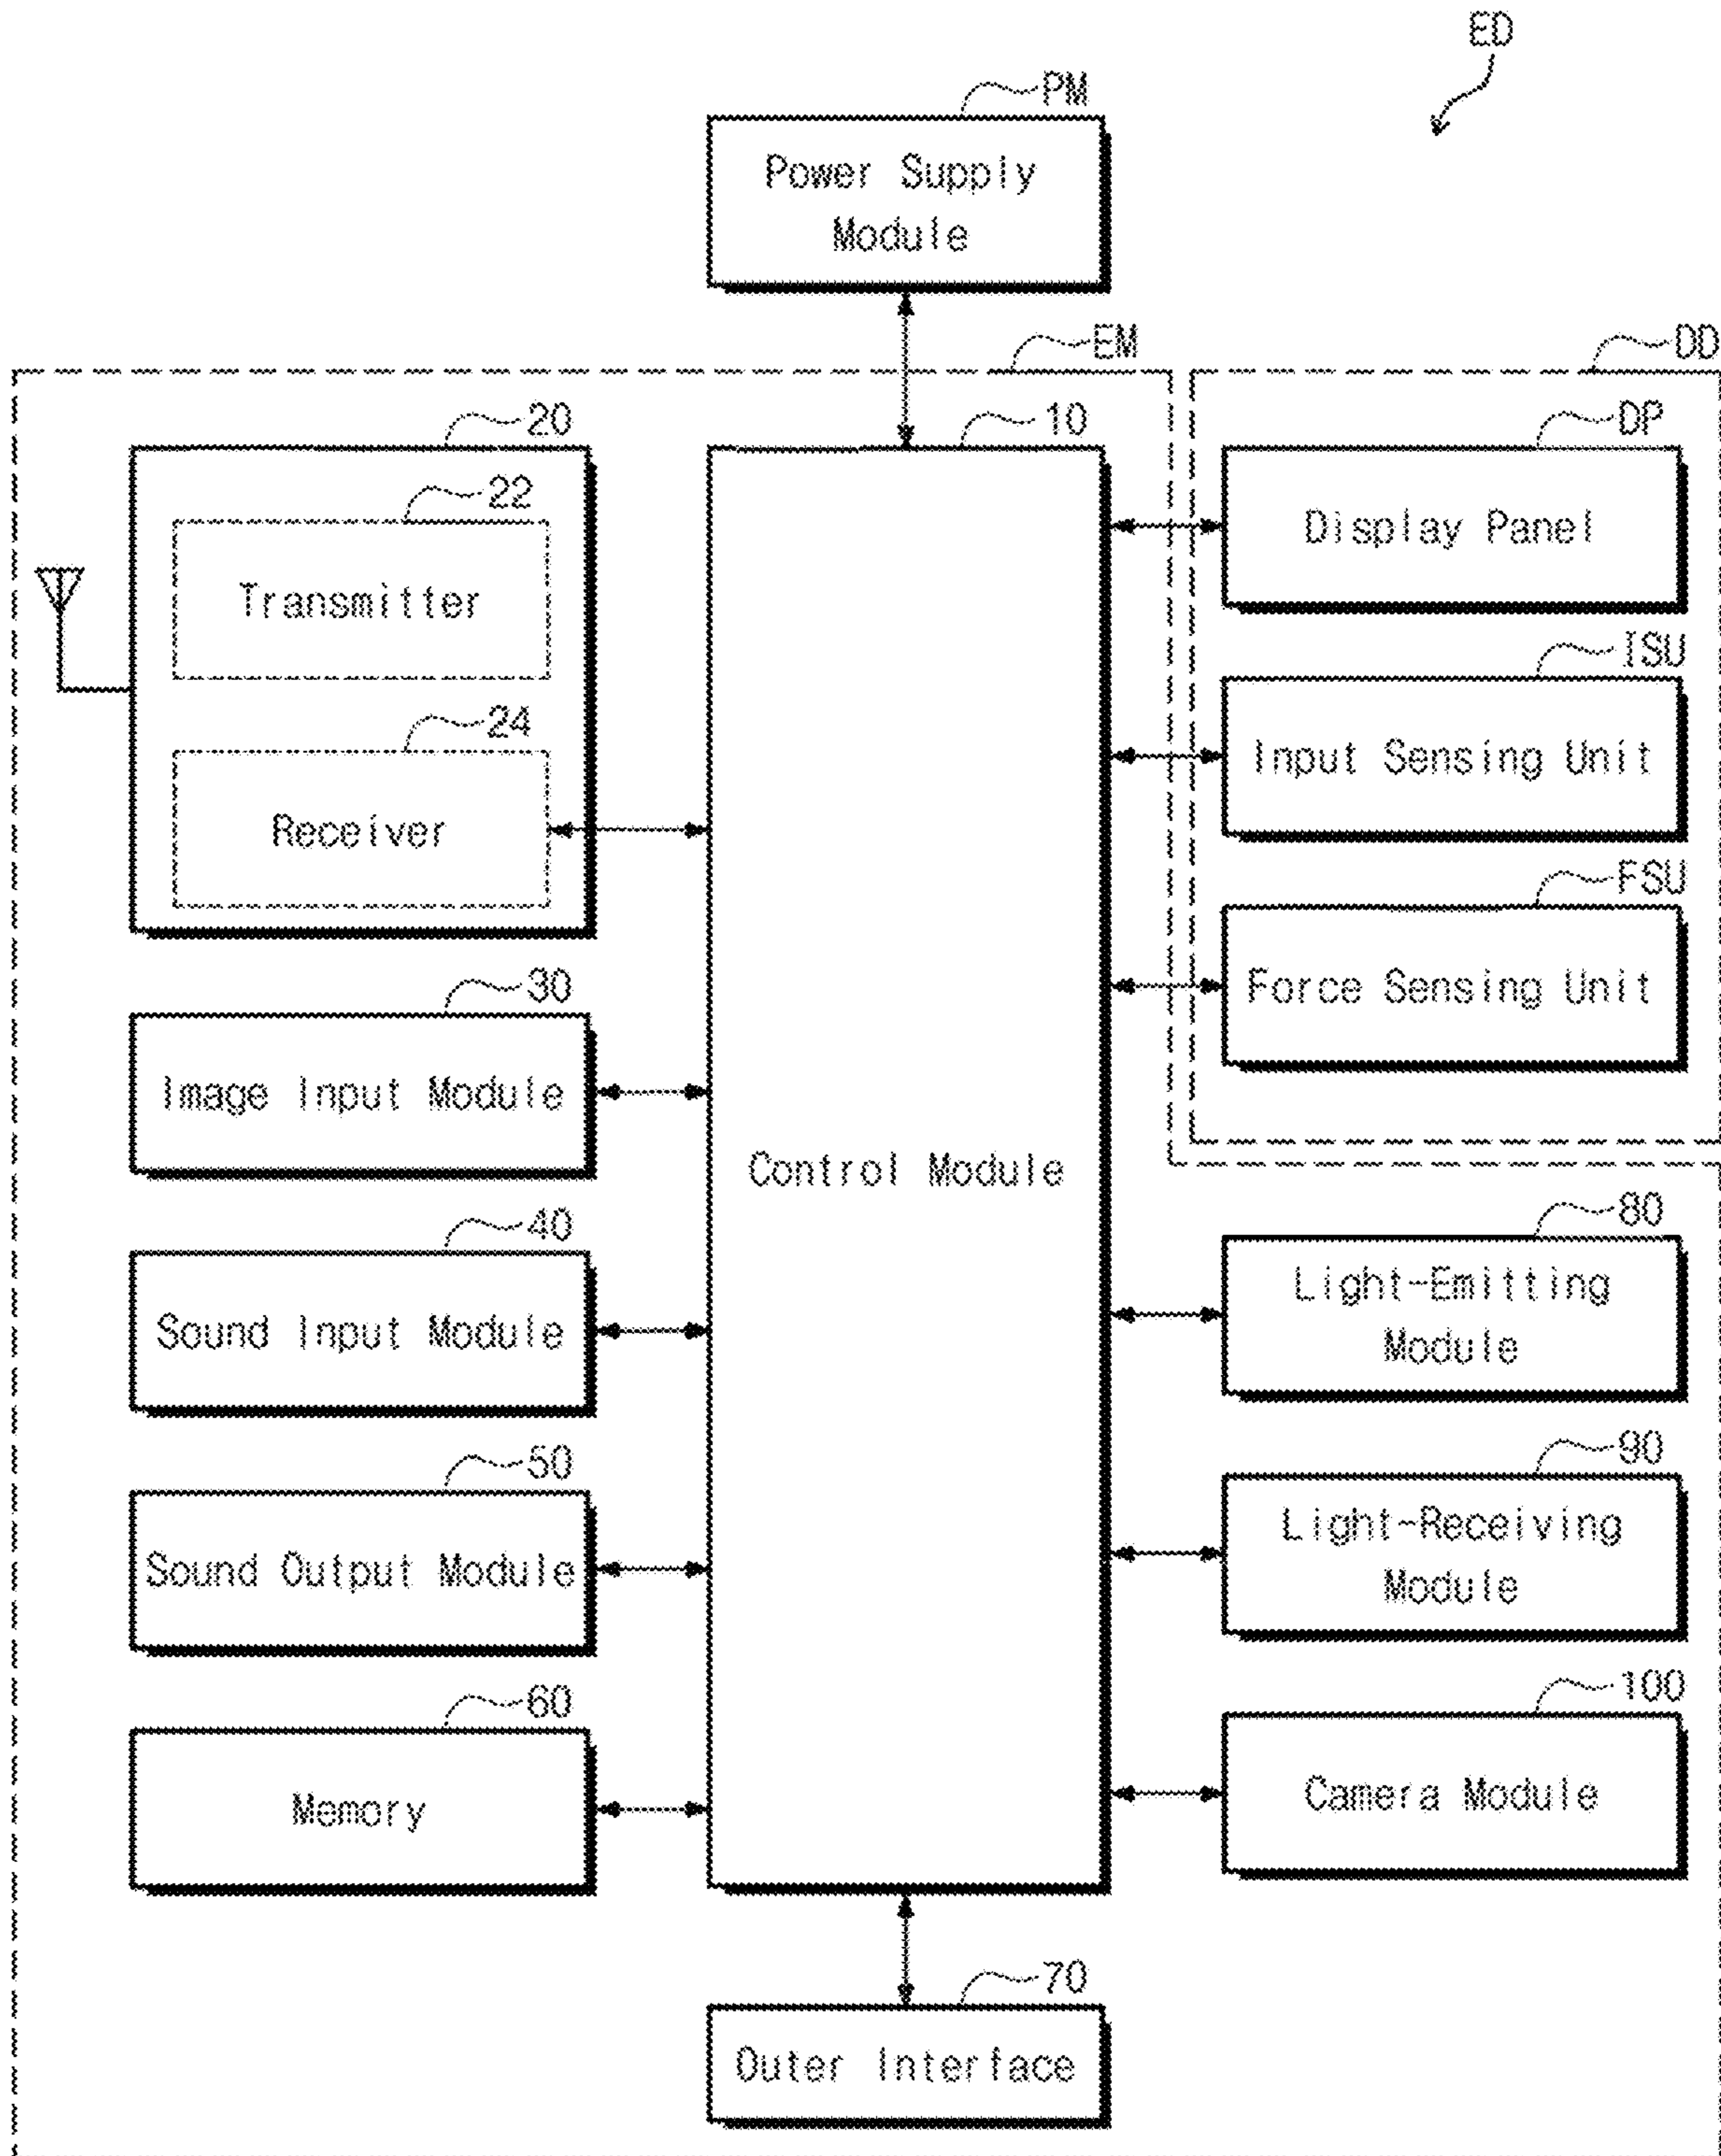 ED
PM
Power Supply
Module
EM
DD
20
10
DP
22
Transmitter
Display Panel
ISU
24
Receiver
Input Sensing Unit
FSU
Force Sensing Unit
30
Image Input Module
Control Module
40
Sound Input Module
80
Light-Emitting
Module
50
Sound Output Module
90
Light-Receiving
Module
60
Memory
100
Camera Module
70
Outer Interface